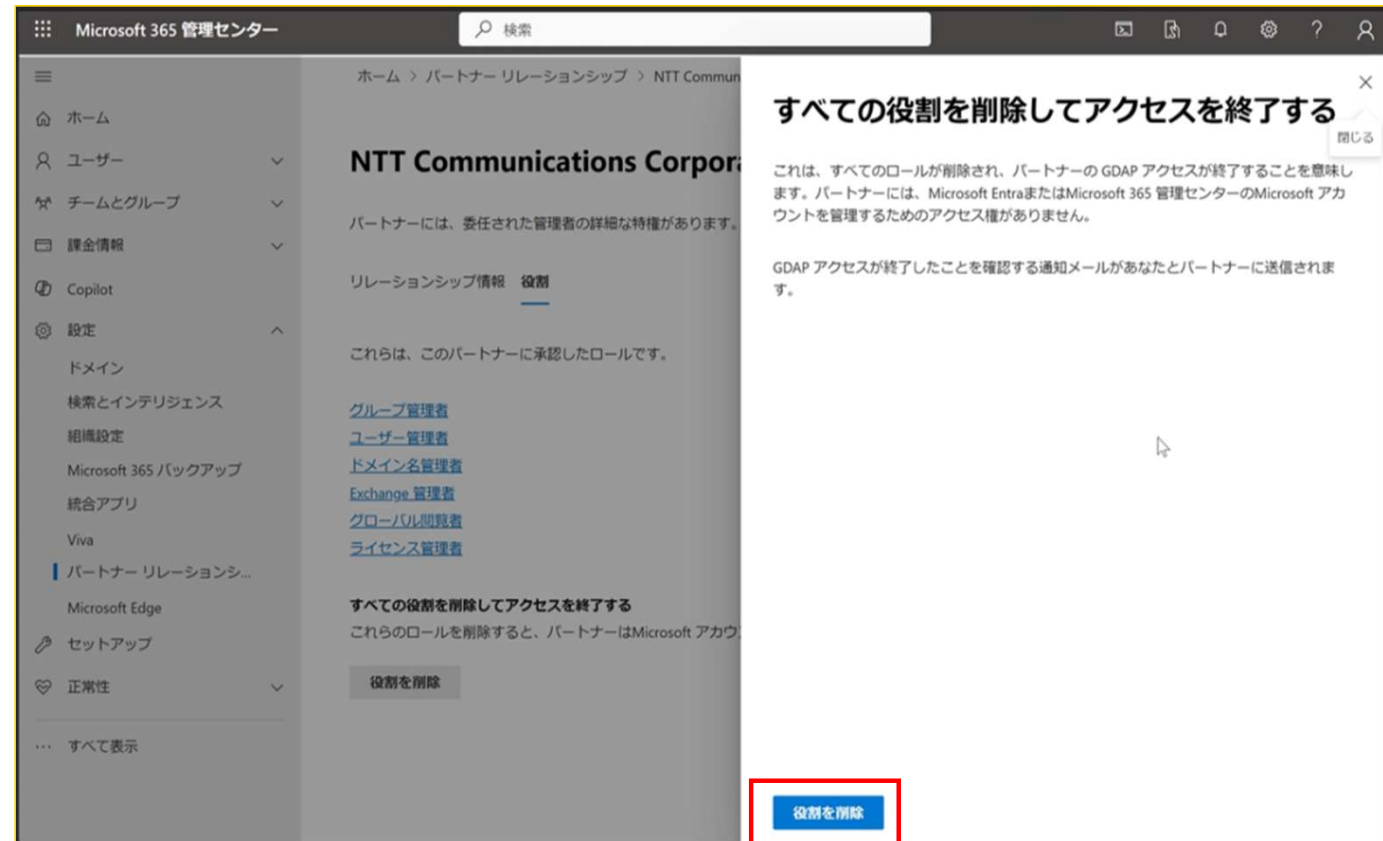 Microsoft 365 管理センター
検索
ホーム
ユーザー
チームとグループ
課金情報
Copilot
設定
ドメイン
検索とインテリジェンス
組織設定
Microsoft 365 バックアップ
統合アプリ
Viva
パートナー リレーションシ...
Microsoft Edge
セットアップ
正常性
すべて表示
ホーム > パートナー リレーションシップ > NTT Commun
NTT Communications Corpora
パートナーには、委任された管理者の詳細な特権があります。
リレーションシップ情報 役割
これらは、このパートナーに承認したロールです。
グループ管理者
ユーザー管理者
ドメイン名管理者
Exchange 管理者
グローバル閲覧者
ライセンス管理者
すべての役割を削除してアクセスを終了する
これらのロールを削除すると、パートナーはMicrosoft アカウ
役割を削除
すべての役割を削除してアクセスを終了する
閉じる
これは、すべてのロールが削除され、パートナーの GDAP アクセスが終了することを意味し
ます。パートナーには、Microsoft EntraまたはMicrosoft 365 管理センターのMicrosoft アカ
ウントを管理するためのアクセス権がありません。
GDAP アクセスが終了したことを確認する通知メールがあなたとパートナーに送信されま
す。
役割を削除